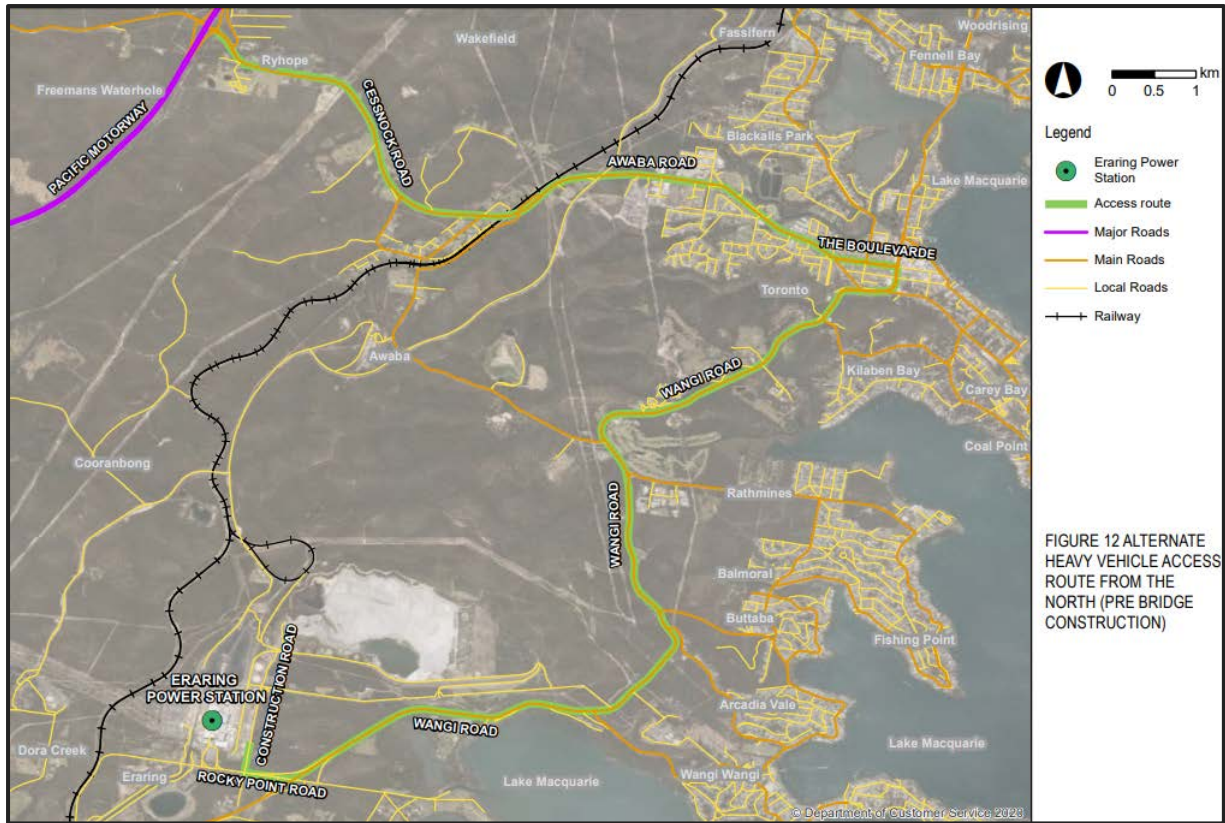 Wakefield
Fassifern
Woodrising
Fennell Bay
Ryhope
Freemans Waterhole
PACIFIC MOTORWAY
CESSNOCK ROAD
Blackalls Park
AWABA ROAD
Lake Macquarie
THE BOULEVARDE
Toronto
Awaba
WANGI ROAD
Kilaben Bay
Carey Bay
Coal Point
Cooranbong
Rathmines
WANGI ROAD
Balmoral
Buttaba
Fishing Point
CONSTRUCTION ROAD
ERARING
POWER STATION
Arcadia Vale
WANGI ROAD
Dora Creek
Eraring
ROCKY POINT ROAD
Lake Macquarie
Wangi Wangi
Lake Macquarie
© Department of Customer Service 2023
km
0 0.5 1
Legend
Eraring Power
Station
Access route
Major Roads
Main Roads
Local Roads
Railway
FIGURE 12 ALTERNATE
HEAVY VEHICLE ACCESS
ROUTE FROM THE
NORTH (PRE BRIDGE
CONSTRUCTION)